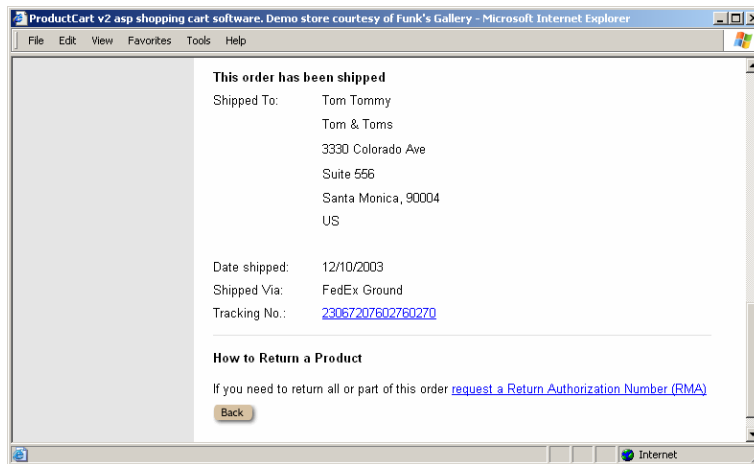 ProductCart v2 asp shopping cart software. Demo store courtesy of Funk's Gallery - Microsoft Internet Explorer
File Edit View Favorites Tools Help
This order has been shipped
Shipped To: Tom Tommy
Tom & Toms
3330 Colorado Ave
Suite 556
Santa Monica, 90004
US
Date shipped: 12/10/2003
Shipped Via: FedEx Ground
Tracking No.: 23067207602760270
How to Return a Product
If you need to return all or part of this order request a Return Authorization Number (RMA)
Back
Internet